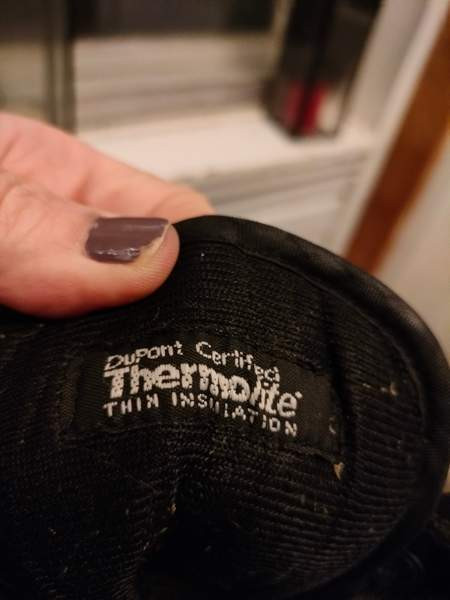 DuPont Certified
Thermolite
THIN INSULATION